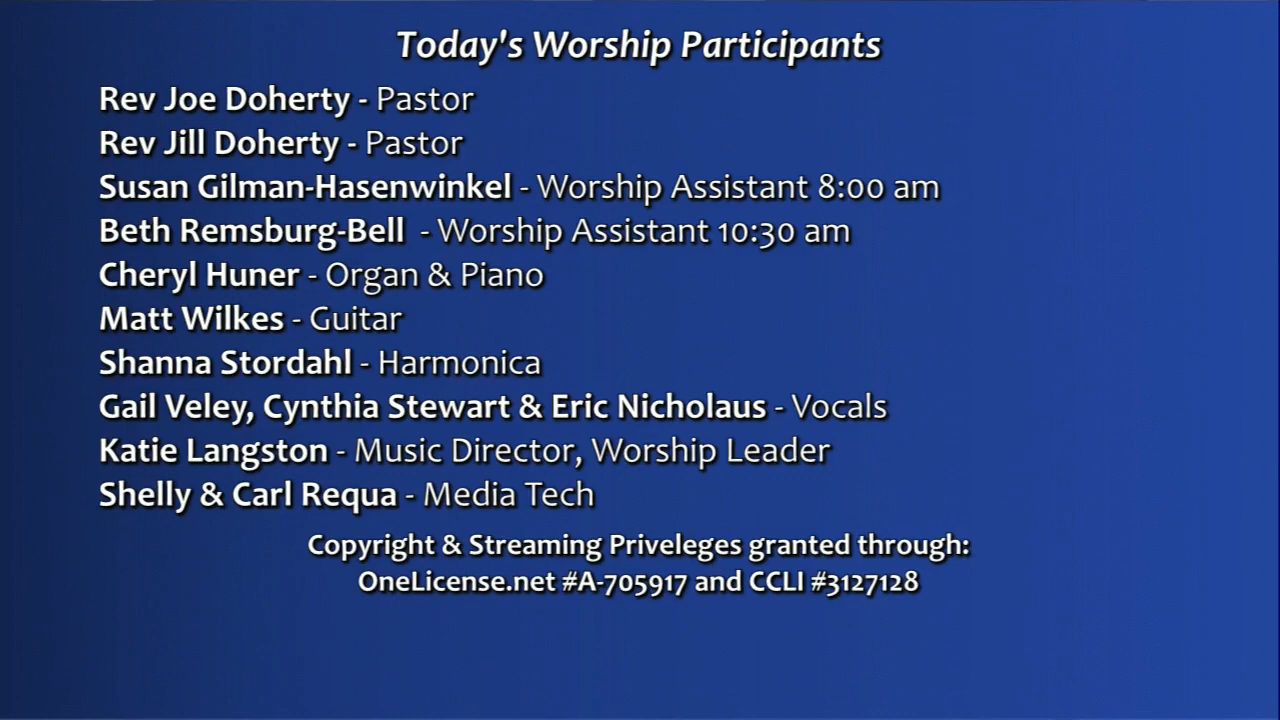 Today's Worship Participants
Rev Joe Doherty - Pastor
Rev Jill Doherty - Pastor
Susan Gilman-Hasenwinkel - Worship Assistant 8:00 am
Beth Remsburg-Bell - Worship Assistant 10:30 am
Cheryl Huner - Organ & Piano
Matt Wilkes - Guitar
Shanna Stordahl - Harmonica
Gail Veley, Cynthia Stewart & Eric Nicholaus - Vocals
Katie Langston - Music Director, Worship Leader
Shelly & Carl Requa - Media Tech
Copyright & Streaming Priveleges granted through:
OneLicense.net #A-705917 and CCLI #3127128